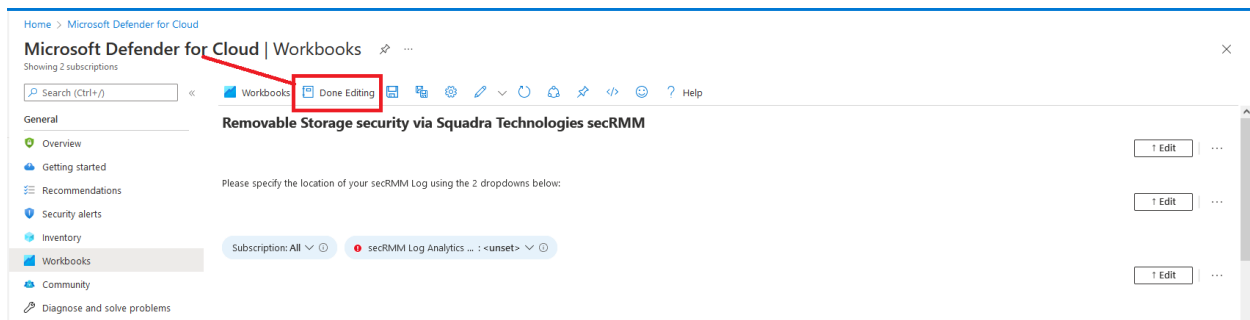 Home > Microsoft Defender for Cloud
Microsoft Defender for Cloud | Workbooks ...
Showing 2 subscriptions
Search (Ctrl+/) «
Workbooks Done Editing ? Help
General
Overview
Getting started
Recommendations
Security alerts
Inventory
Workbooks
Community
Diagnose and solve problems
Removable Storage security via Squadra Technologies secRMM
↑ Edit ...
Please specify the location of your secRMM Log using the 2 dropdowns below:
↑ Edit ...
Subscription: All secRMM Log Analytics ... : <unset>
↑ Edit ...